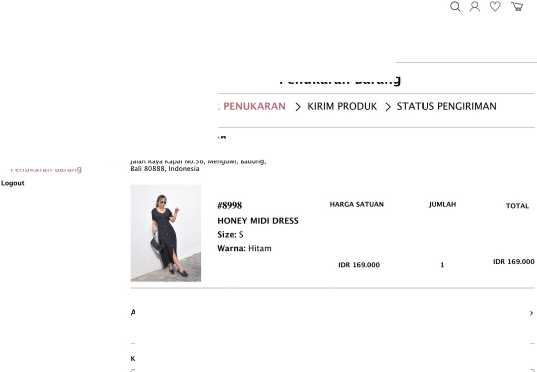 Penukaran Barang
PENUKARAN
KIRIM PRODUK
STATUS PENGIRIMAN
Penukaran Barang
Logout
Jalan Raya Kapal No.56, Mengwi, Badung,
Bali 80888, Indonesia
#8998
HARGA SATUAN
JUMLAH
TOTAL
HONEY MIDI DRESS
Size: S
Warna: Hitam
IDR 169.000
1
IDR 169.000